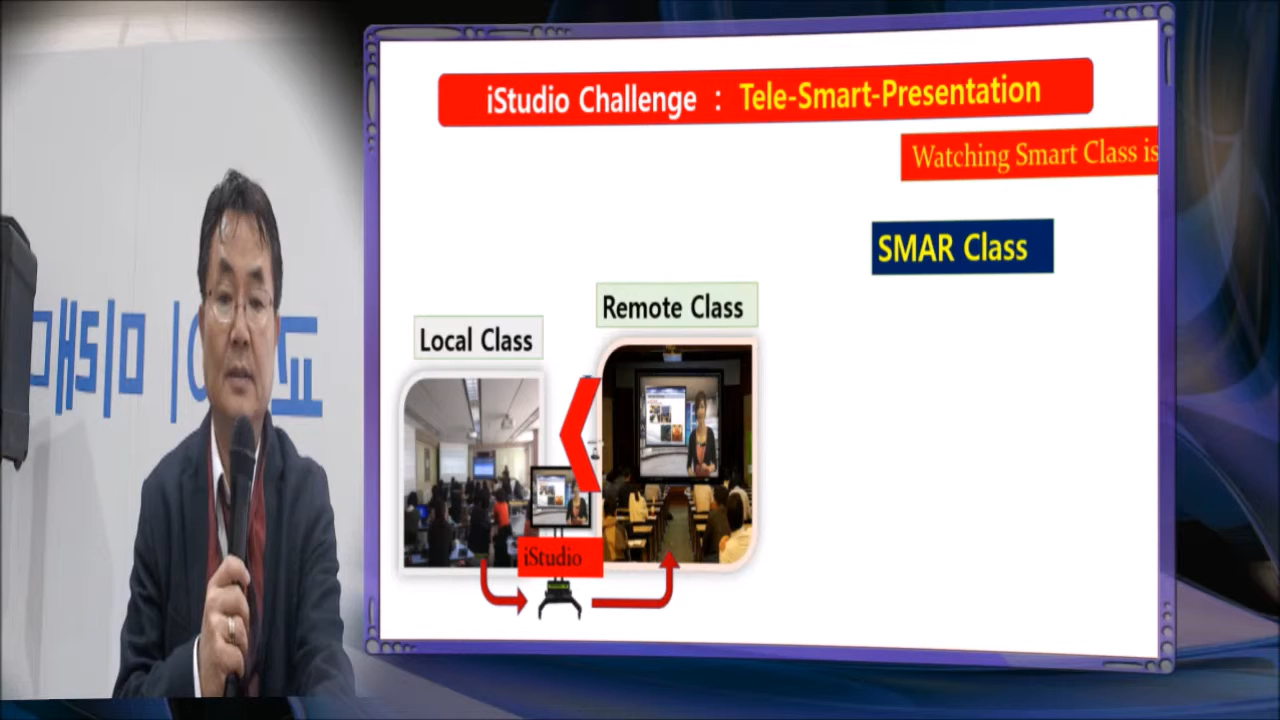 iStudio Challenge : Tele-Smart-Presentation
Watching Smart Class is
SMAR Class
Remote Class
Local Class
iStudio